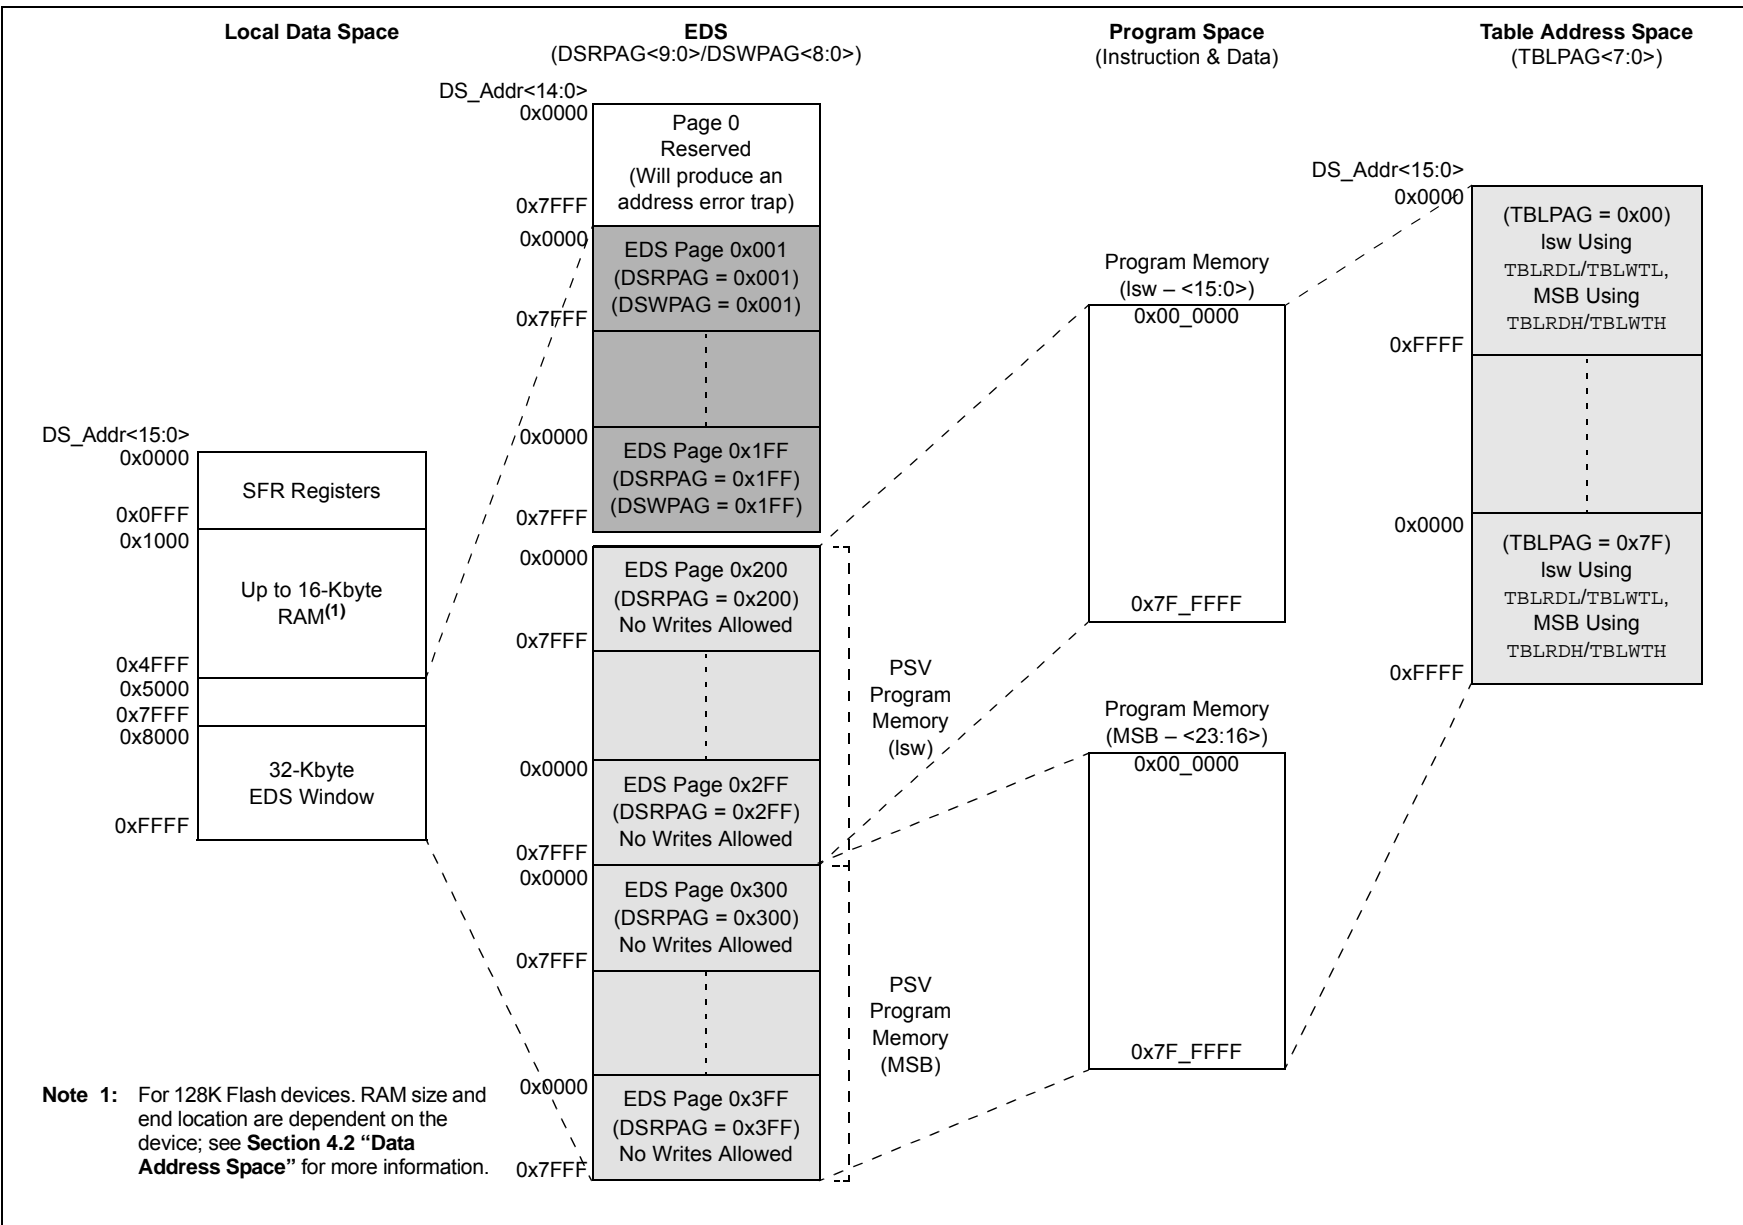 Local Data Space
EDS
(DSRPAG<9:0>/DSWPAG<8:0>)
Program Space
(Instruction & Data)
Table Address Space
(TBLPAG<7:0>)
DS_Addr<15:0>
0x0000
SFR Registers
0x0FFF
0x1000
Up to 16-Kbyte
RAM(1)
0x4FFF
0x5000
0x7FFF
0x8000
32-Kbyte
EDS Window
0xFFFF
DS_Addr<14:0>
0x0000
Page 0
Reserved
(Will produce an
address error trap)
0x7FFF
0x0000
EDS Page 0x001
(DSRPAG = 0x001)
(DSWPAG = 0x001)
0x7FFF
0x0000
EDS Page 0x1FF
(DSRPAG = 0x1FF)
(DSWPAG = 0x1FF)
0x7FFF
0x0000
EDS Page 0x200
(DSRPAG = 0x200)
No Writes Allowed
0x7FFF
0x0000
EDS Page 0x2FF
(DSRPAG = 0x2FF)
No Writes Allowed
0x7FFF
0x0000
EDS Page 0x300
(DSRPAG = 0x300)
No Writes Allowed
0x7FFF
0x0000
EDS Page 0x3FF
(DSRPAG = 0x3FF)
No Writes Allowed
0x7FFF
PSV
Program
Memory
(lsw)
PSV
Program
Memory
(MSB)
Program Memory
(lsw – <15:0>)
0x00_0000
0x7F_FFFF
Program Memory
(MSB – <23:16>)
0x00_0000
0x7F_FFFF
DS_Addr<15:0>
0x0000
(TBLPAG = 0x00)
lsw Using
TBLRDL/TBLWTL,
MSB Using
TBLRDH/TBLWTH
0xFFFF
0x0000
(TBLPAG = 0x7F)
lsw Using
TBLRDL/TBLWTL,
MSB Using
TBLRDH/TBLWTH
0xFFFF
Note 1: For 128K Flash devices. RAM size and
end location are dependent on the
device; see Section 4.2 “Data
Address Space” for more information.